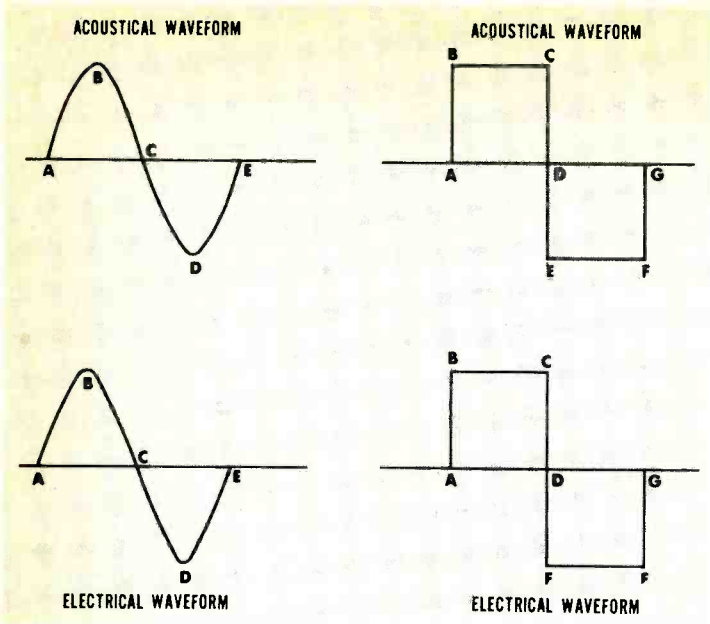 ACOUSTICAL WAVEFORM
B
C
A
E
D
ACOUSTICAL WAVEFORM
B C
A D G
E F
B
C
A
E
D
ELECTRICAL WAVEFORM
B C
A D G
F F
ELECTRICAL WAVEFORM